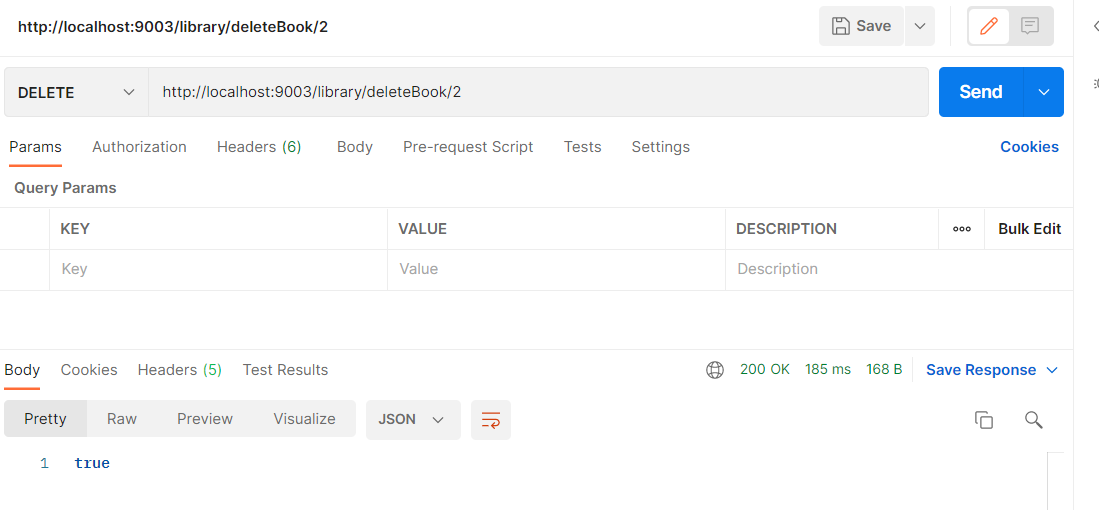 http://localhost:9003/library/deleteBook/2
Save
DELETE
http://localhost:9003/library/deleteBook/2
Send
Params Authorization Headers (6) Body Pre-request Script Tests Settings Cookies
Query Params
KEY VALUE DESCRIPTION Bulk Edit
Key Value Description
Body Cookies Headers (5) Test Results 200 OK 185 ms 168 B Save Response
Pretty Raw Preview Visualize JSON
1 true